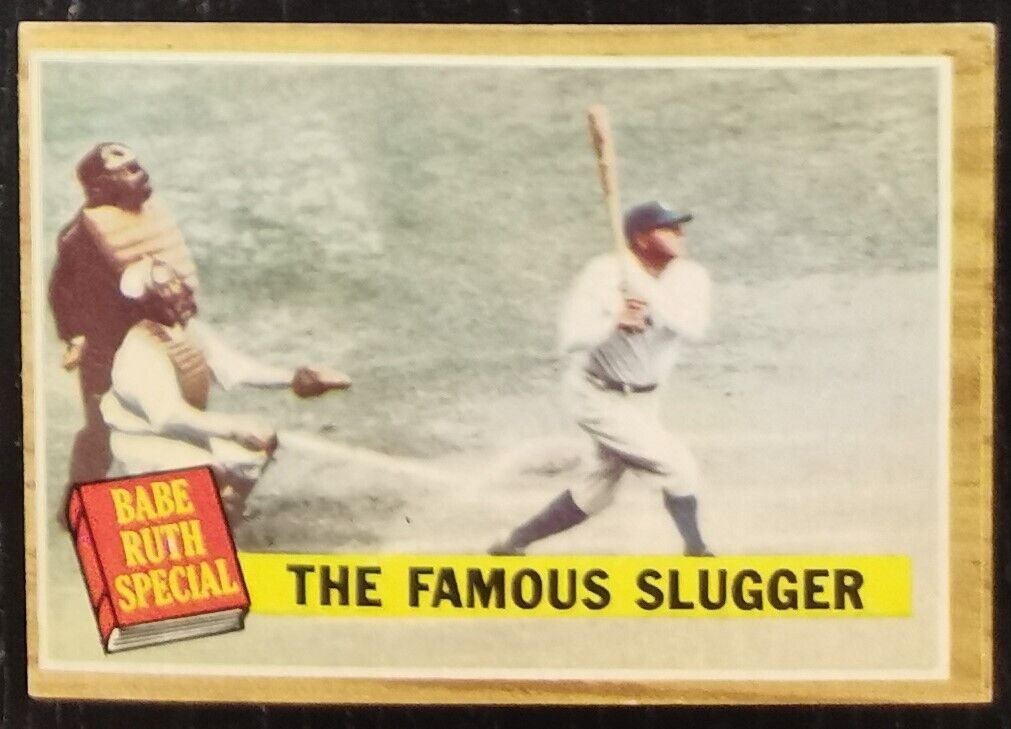 BABE
RUTH
SPECIAL
THE FAMOUS SLUGGER